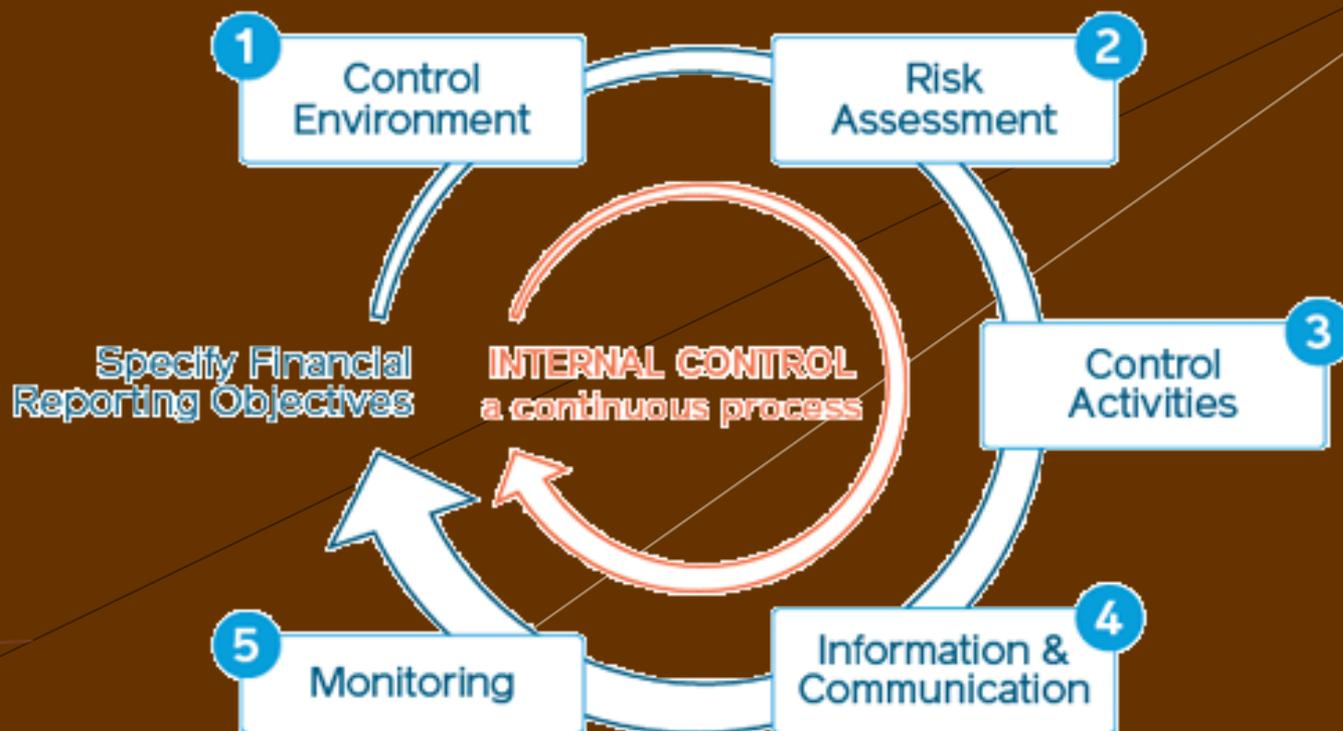 1
Control
Environment
2
Risk
Assessment
3
Control
Activities
4
Information &
Communication
5
Monitoring
Specify Financial
Reporting Objectives
INTERNAL CONTROL
a continuous process